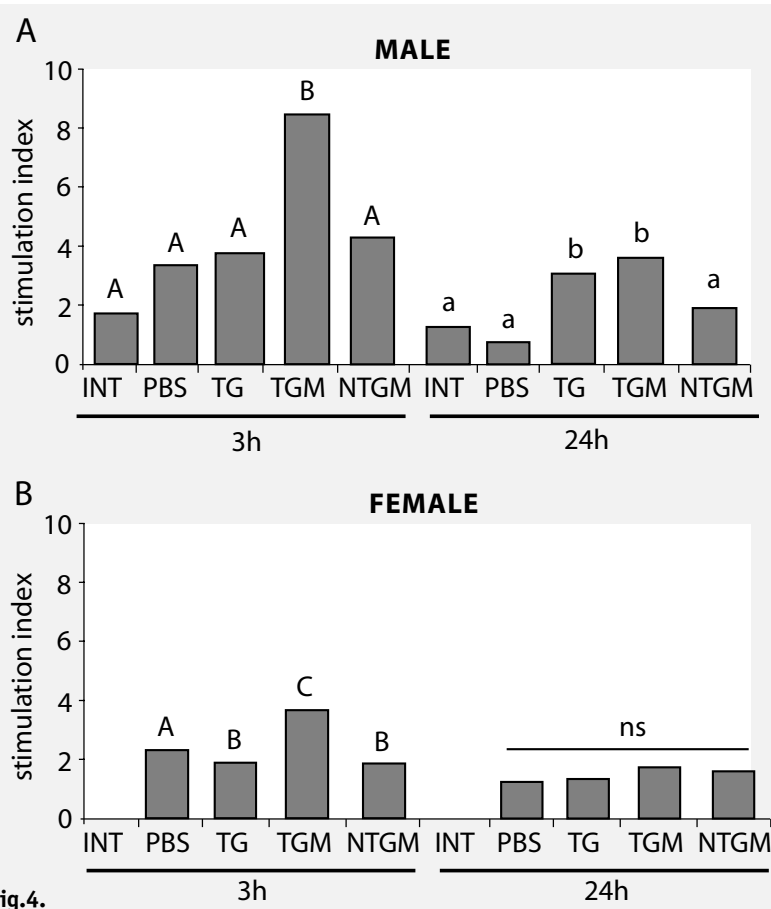 A
MALE
stimulation index
10
8
6
4
2
0
A A A B A a a b b a
INT PBS TG TGM NTGM INT PBS TG TGM NTGM
3h 24h
B
FEMALE
stimulation index
10
8
6
4
2
0
A B C B ns
INT PBS TG TGM NTGM INT PBS TG TGM NTGM
3h 24h
ig.4.